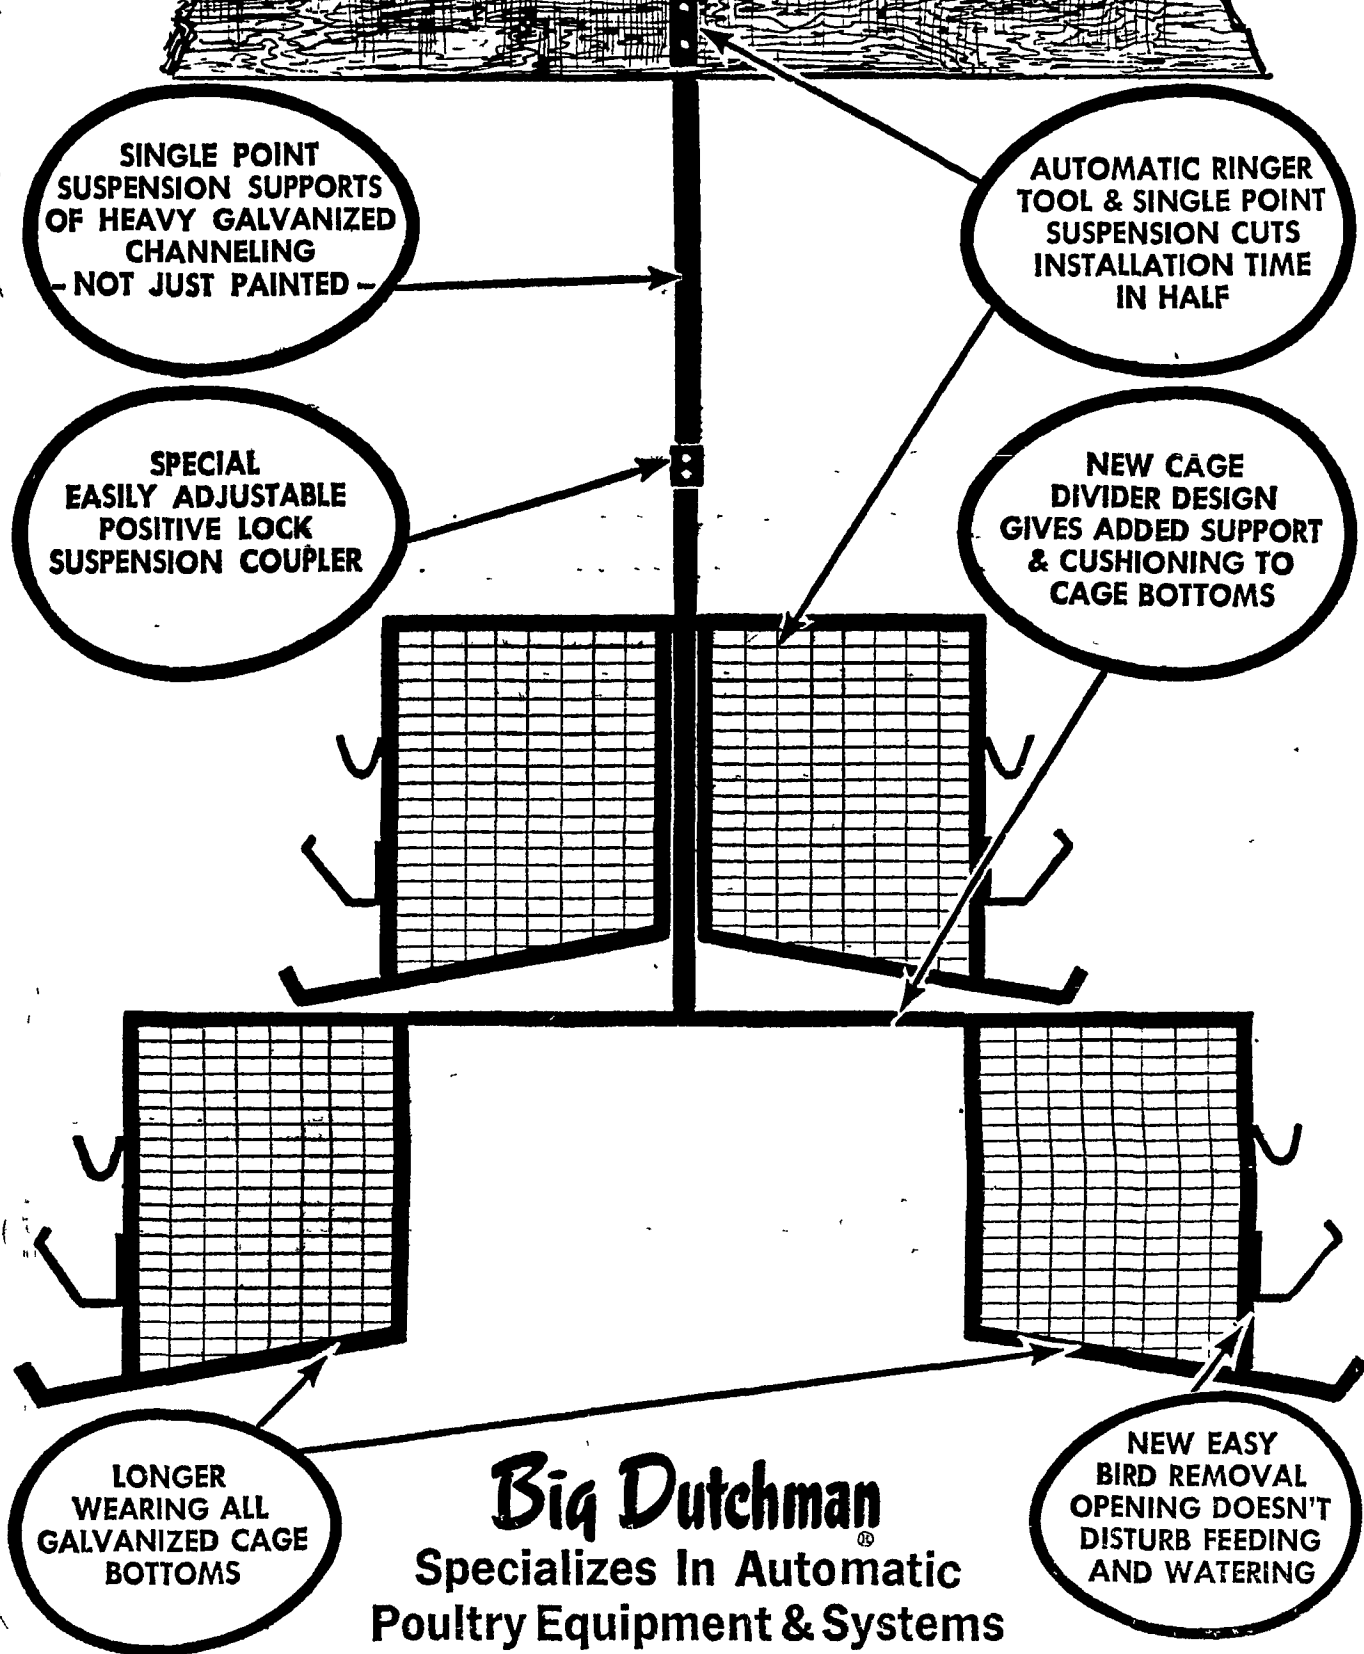 SINGLE POINT
SUSPENSION SUPPORTS
OF HEAVY GALVANIZED
CHANNELING
- NOT JUST PAINTED -
AUTOMATIC RINGER
TOOL & SINGLE POINT
SUSPENSION CUTS
INSTALLATION TIME
IN HALF
SPECIAL
EASILY ADJUSTABLE
POSITIVE LOCK
SUSPENSION COUPLER
NEW CAGE
DIVIDER DESIGN
GIVES ADDED SUPPORT
& CUSHIONING TO
CAGE BOTTOMS
LONGER
WEARING ALL
GALVANIZED CAGE
BOTTOMS
NEW EASY
BIRD REMOVAL
OPENING DOESN'T
DISTURB FEEDING
AND WATERING
Big Dutchman
®
Specializes In Automatic
Poultry Equipment & Systems